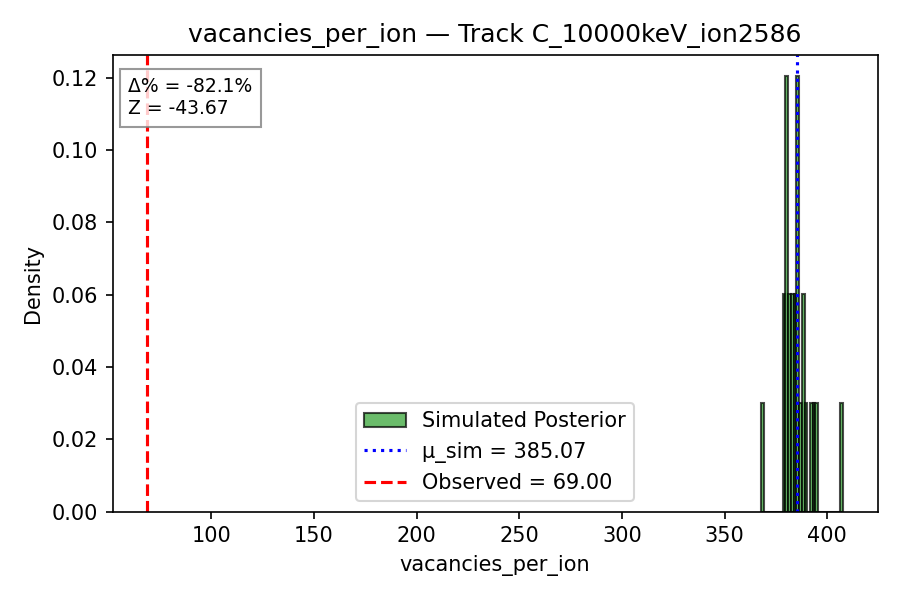 vacancies_per_ion — Track C_10000keV_ion2586
Δ% = -82.1%
Z = -43.67
0.12
0.10
0.08
0.06
0.04
0.02
0.00
Density
Simulated Posterior
μ_sim = 385.07
Observed = 69.00
100 150 200 250 300 350 400
vacancies_per_ion